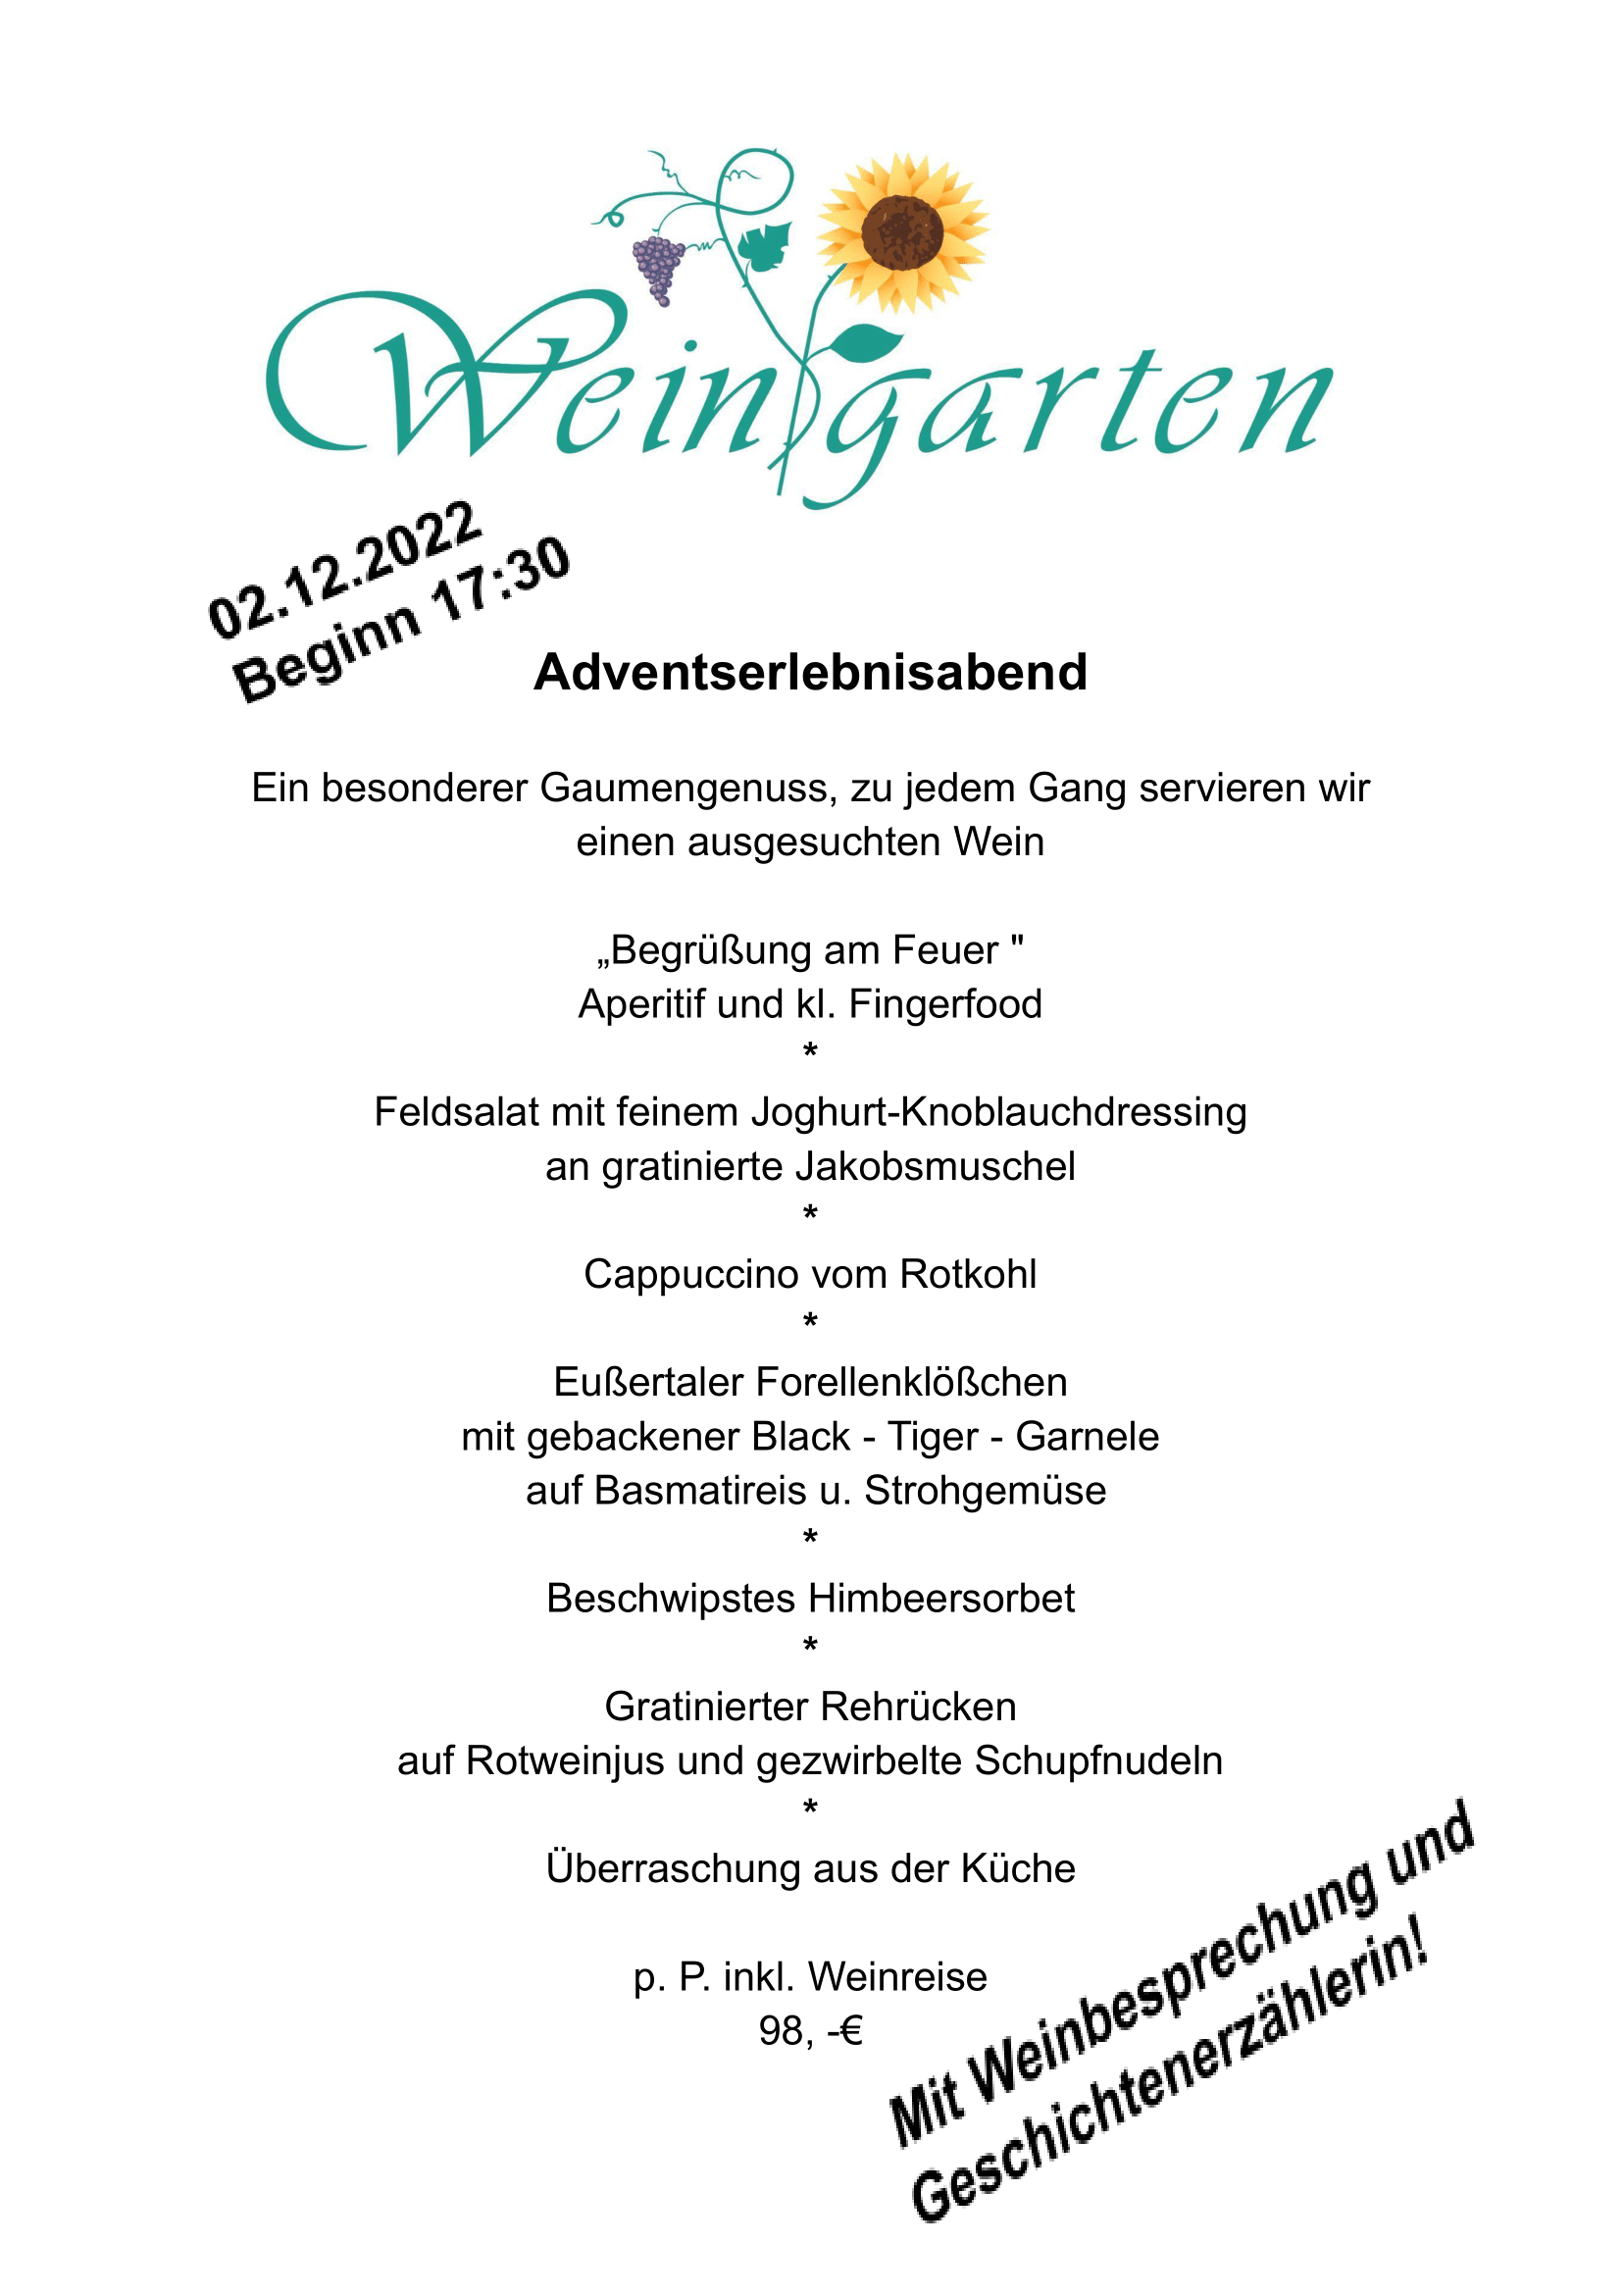 Weingarten
02.12.2022
Beginn 17:30
Adventserlebnisabend
Ein besonderer Gaumengenuss, zu jedem Gang servieren wir
einen ausgesuchten Wein
„Begrüßung am Feuer "
Aperitif und kl. Fingerfood
*
Feldsalat mit feinem Joghurt-Knoblauchdressing
an gratinierte Jakobsmuschel
*
Cappuccino vom Rotkohl
*
Eußertaler Forellenklößchen
mit gebackener Black - Tiger - Garnele
auf Basmatireis u. Strohgemüse
*
Beschwipstes Himbeersorbet
*
Gratinierter Rehrücken
auf Rotweinjus und gezwirbelte Schupfnudeln
*
Überraschung aus der Küche
p. P. inkl. Weinreise
98, -€
Mit Weinbesprechung und
Geschichtenerzählerin!